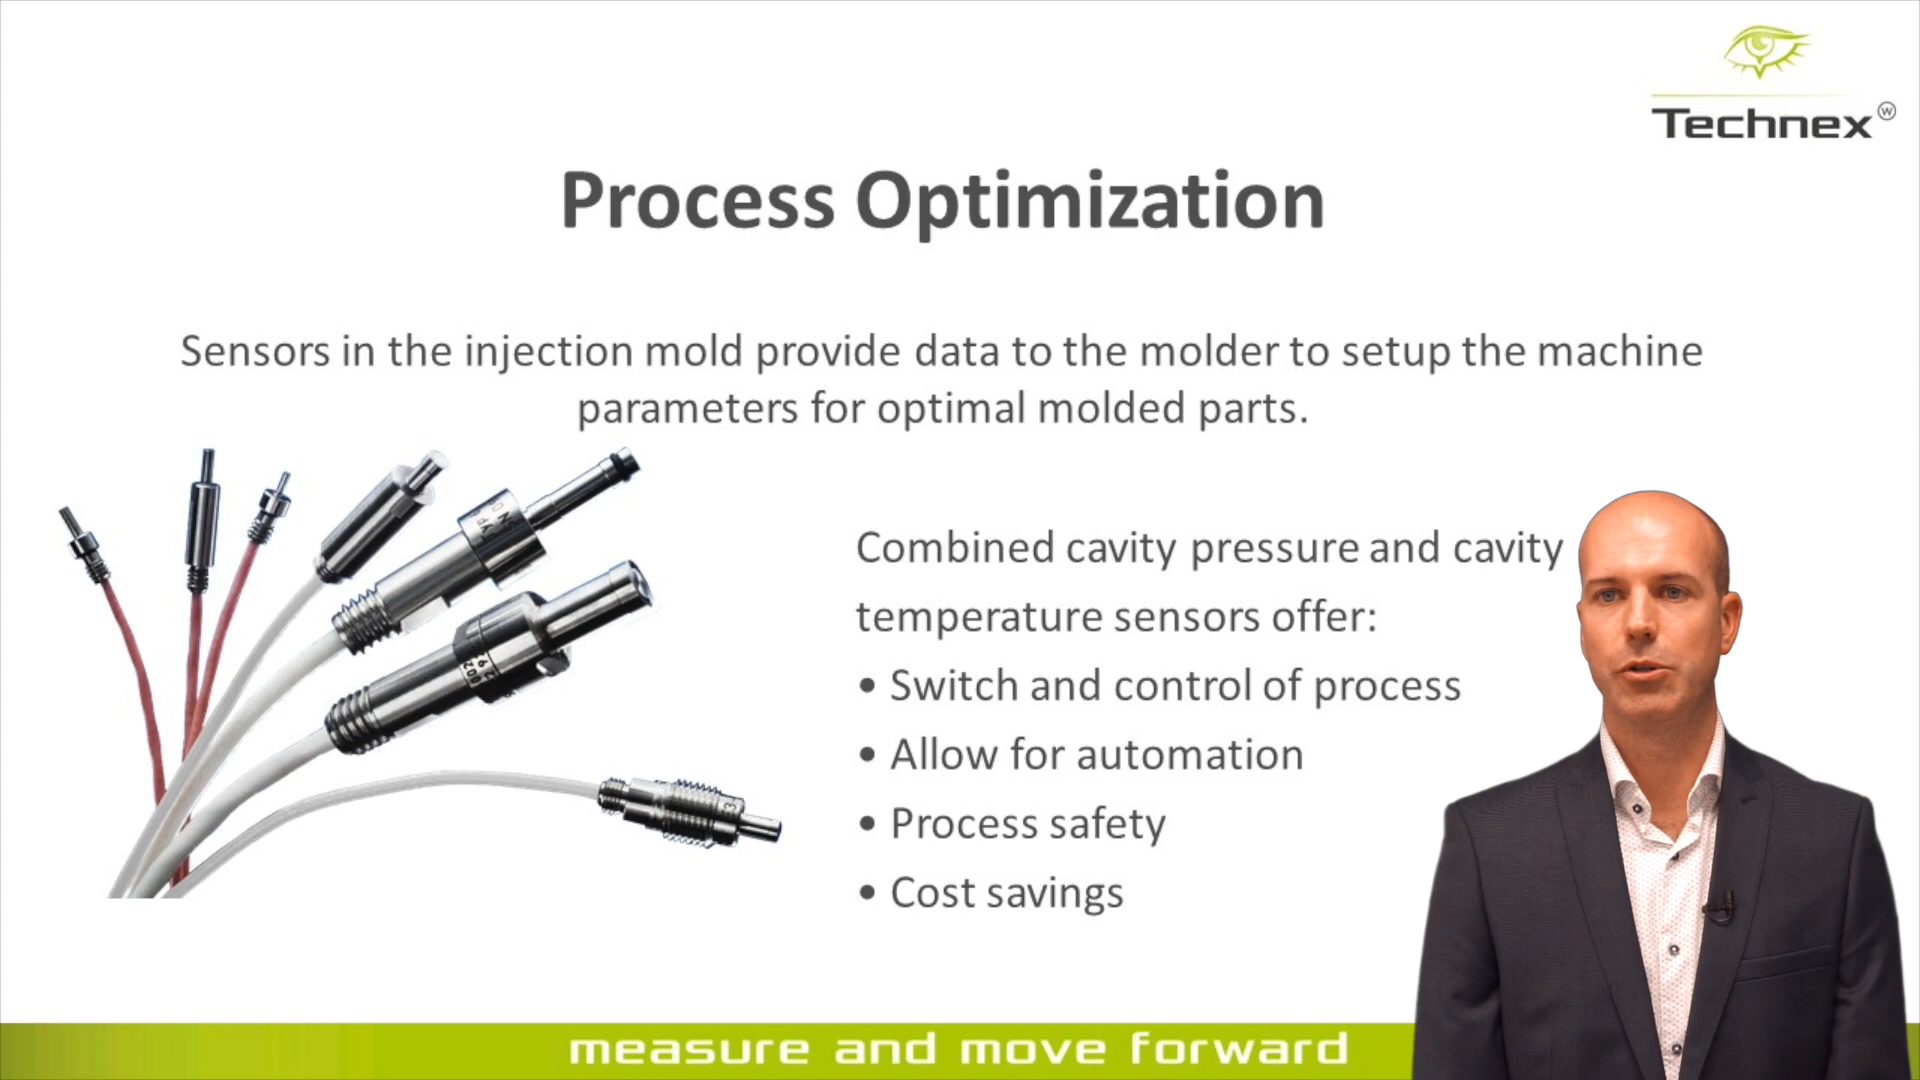 Technex
Process Optimization
Sensors in the injection mold provide data to the molder to setup the machine
parameters for optimal molded parts.
Combined cavity pressure and cavity
temperature sensors offer:
• Switch and control of process
• Allow for automation
• Process safety
• Cost savings
measure and move forward